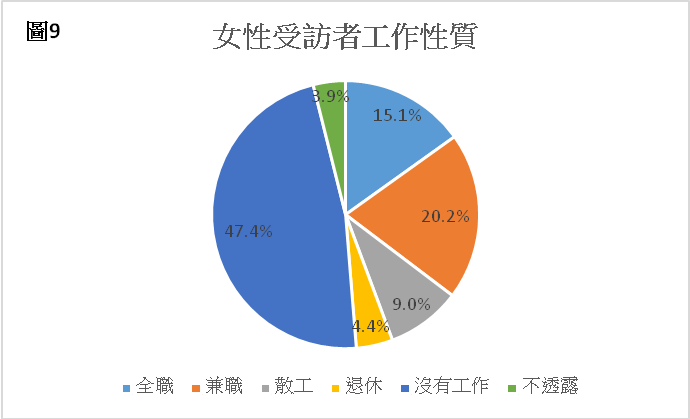 圖9
女性受訪者工作性質
3.9%
15.1%
20.2%
47.4%
9.0%
4.4%
全職 兼職 散工 退休 沒有工作 不透露